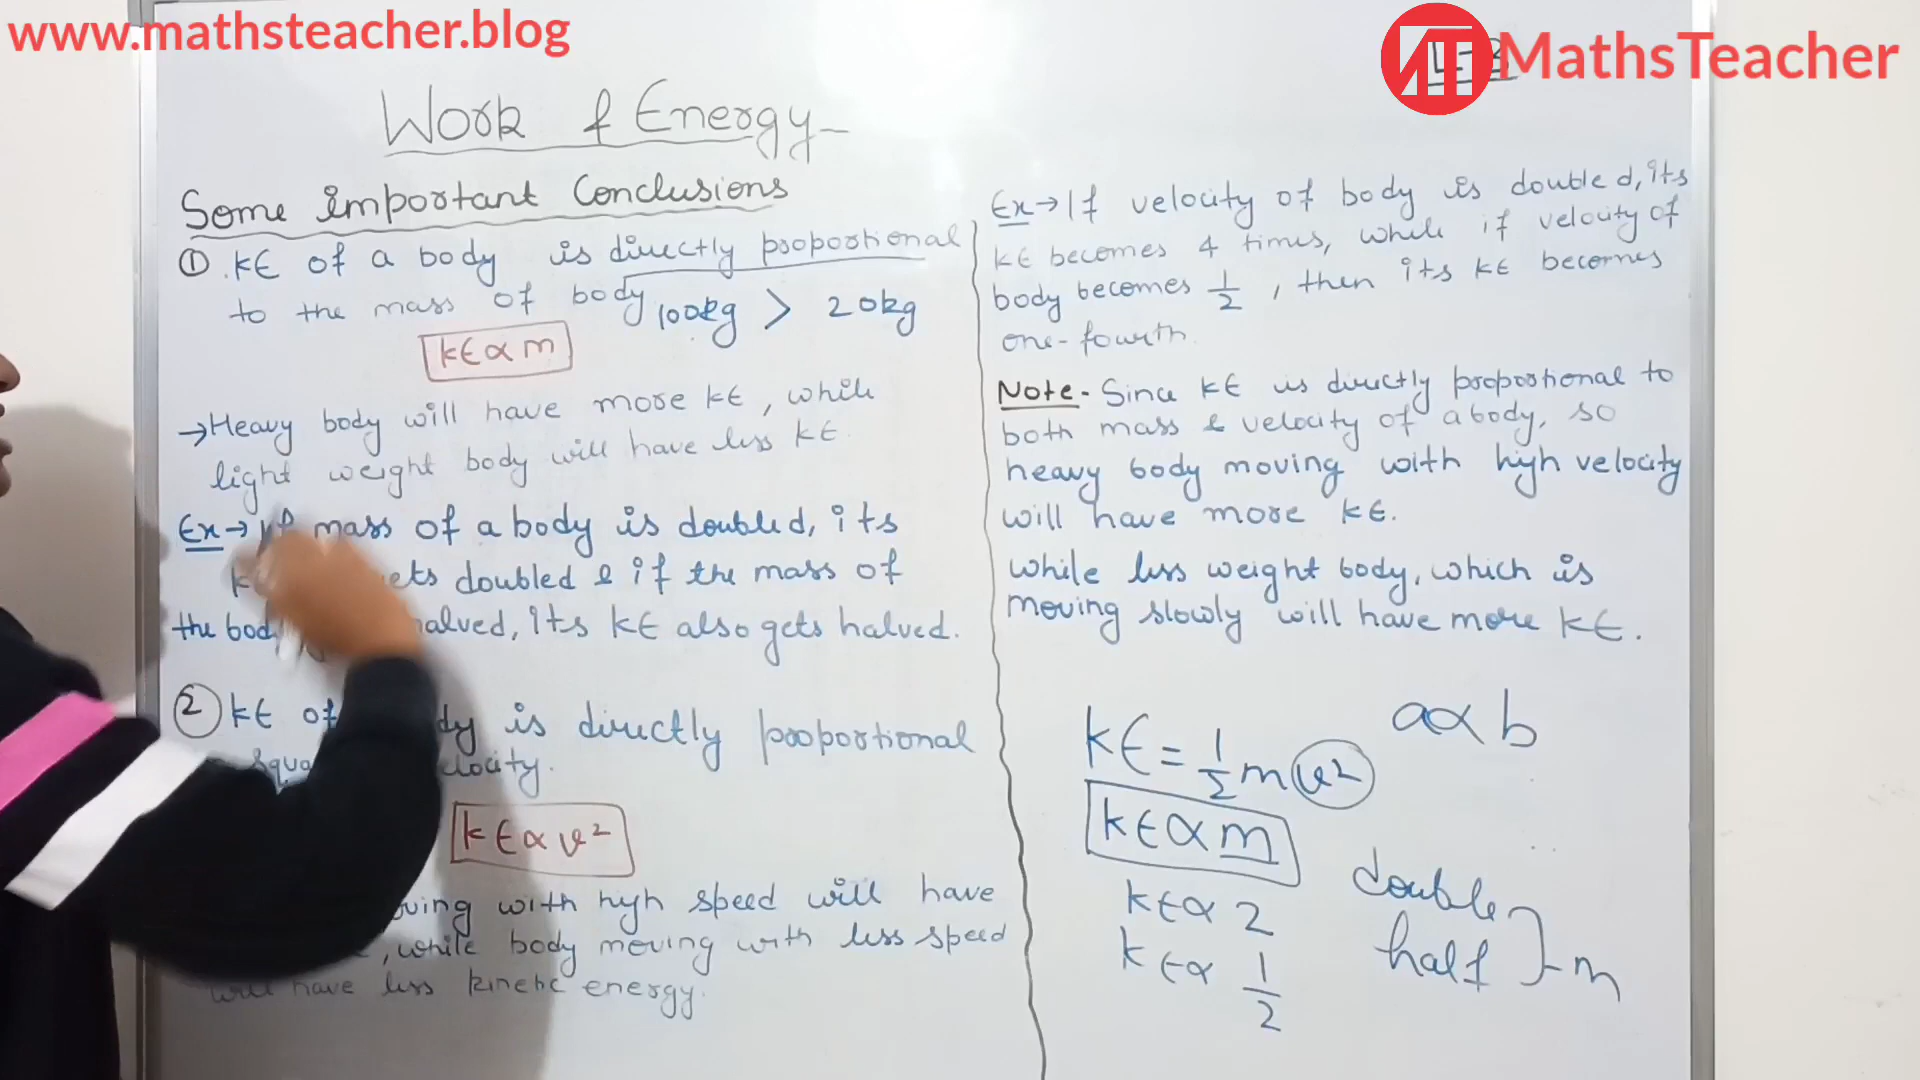 www.mathsteacher.blog
MathsTeacher
Work & Energy
Some important Conclusions
① KE of a body is directly proportional
to the mass of body 100kg > 20kg
KE ∝ m
→ Heavy body will have more KE, while
light weight body will have less KE
Ex → If mass of a body is doubled, its
gets doubled & if the mass of
the body halved, its KE also gets halved.
② KE of body is directly proportional
velocity.
KE ∝ v²
moving with high speed will have
, while body moving with less speed
will have less kinetic energy.
Ex → If velocity of body is doubled, its
KE becomes 4 times, while if velocity of
body becomes 1/2, then its KE becomes
one-fourth.
Note - Since KE is directly proportional to
both mass & velocity of a body, so
heavy body moving with high velocity
will have more KE.
while less weight body, which is
moving slowly will have more KE.
KE = 1/2 m v²
a ∝ b
KE ∝ m
KE ∝ 2
KE ∝ 1/2
double
half } - m